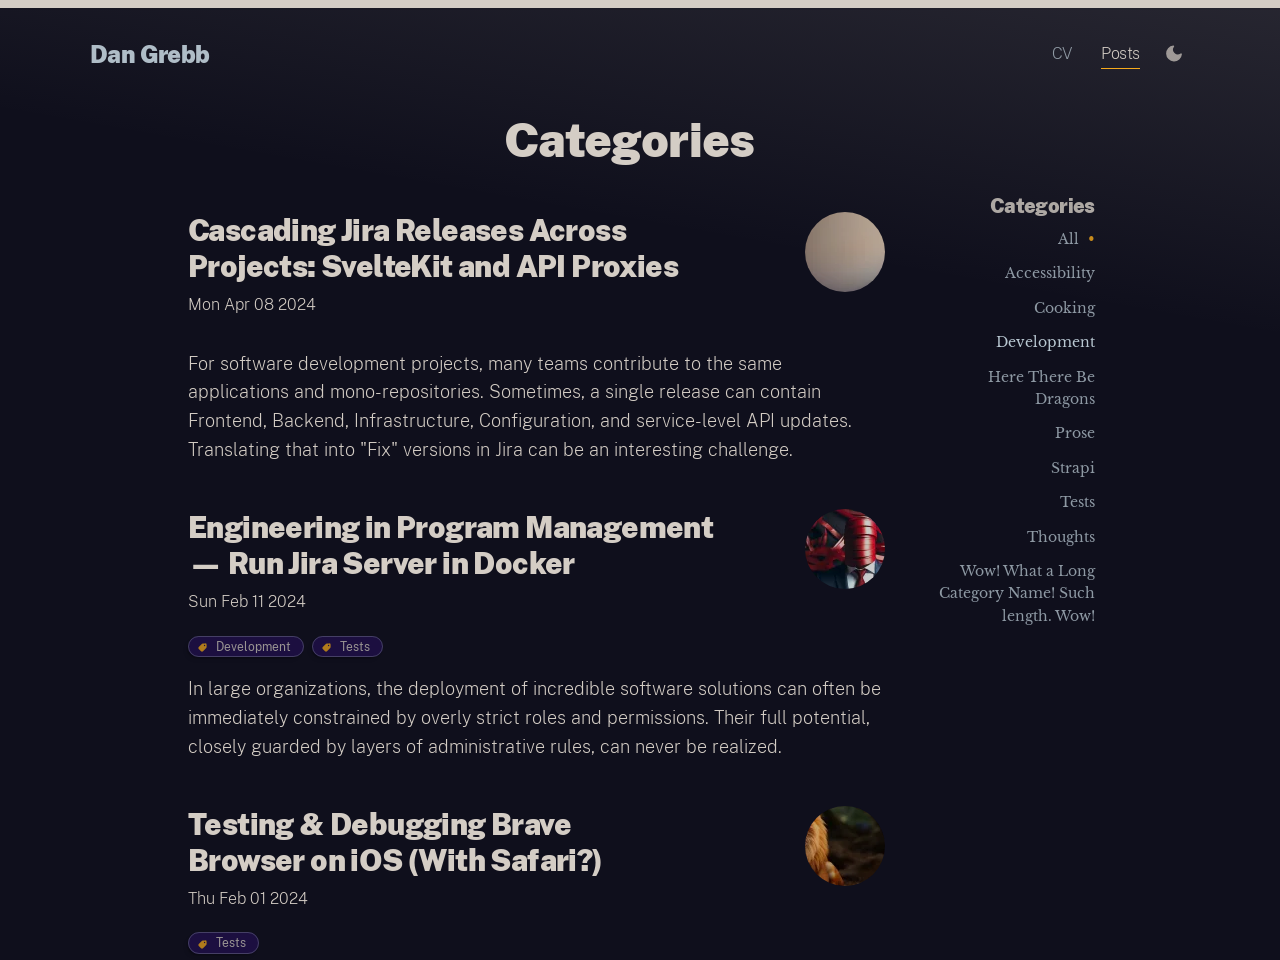 Dan Grebb
CV
Posts
Categories
Cascading Jira Releases Across
Projects: SvelteKit and API Proxies
Mon Apr 08 2024
For software development projects, many teams contribute to the same
applications and mono-repositories. Sometimes, a single release can contain
Frontend, Backend, Infrastructure, Configuration, and service-level API updates.
Translating that into "Fix" versions in Jira can be an interesting challenge.
Engineering in Program Management
— Run Jira Server in Docker
Sun Feb 11 2024
Development
Tests
In large organizations, the deployment of incredible software solutions can often be
immediately constrained by overly strict roles and permissions. Their full potential,
closely guarded by layers of administrative rules, can never be realized.
Testing & Debugging Brave
Browser on iOS (With Safari?)
Thu Feb 01 2024
Tests
Categories
All •
Accessibility
Cooking
Development
Here There Be
Dragons
Prose
Strapi
Tests
Thoughts
Wow! What a Long
Category Name! Such
length. Wow!